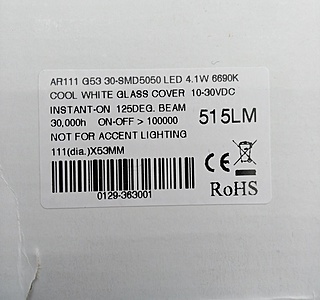 AR111 G53 30-SMD5050 LED 4.1W 6690K
COOL WHITE GLASS COVER 10-30VDC
INSTANT-ON 125DEG. BEAM
30,000h ON-OFF > 100000
515LM
NOT FOR ACCENT LIGHTING
111(dia.)X53MM
CE
RoHS
0129-363001